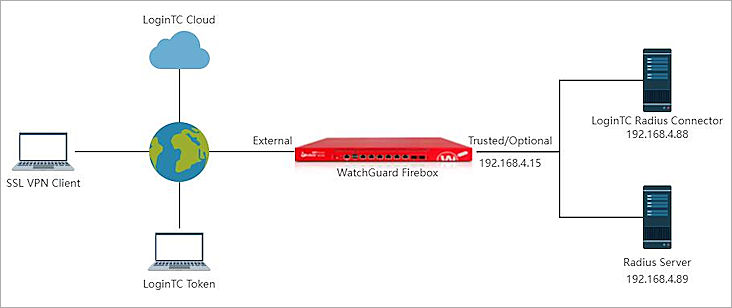 LoginTC Cloud
SSL VPN Client
LoginTC Token
External
WatchGuard Firebox
Trusted/Optional
192.168.4.15
LoginTC Radius Connector
192.168.4.88
Radius Server
192.168.4.89